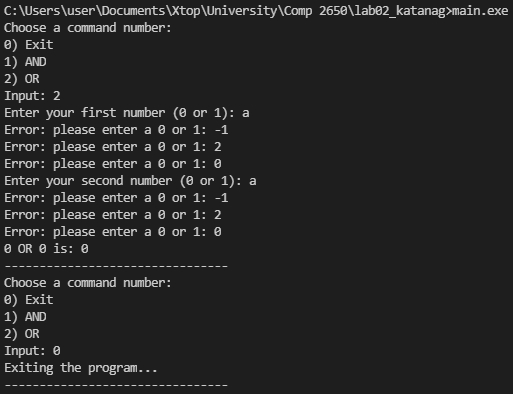 C:\Users\user\Documents\Xtop\University\Comp 2650\lab02_katanag>main.exe
Choose a command number:
0) Exit
1) AND
2) OR
Input: 2
Enter your first number (0 or 1): a
Error: please enter a 0 or 1: -1
Error: please enter a 0 or 1: 2
Error: please enter a 0 or 1: 0
Enter your second number (0 or 1): a
Error: please enter a 0 or 1: -1
Error: please enter a 0 or 1: 2
Error: please enter a 0 or 1: 0
0 OR 0 is: 0
--------------------------------
Choose a command number:
0) Exit
1) AND
2) OR
Input: 0
Exiting the program...
--------------------------------